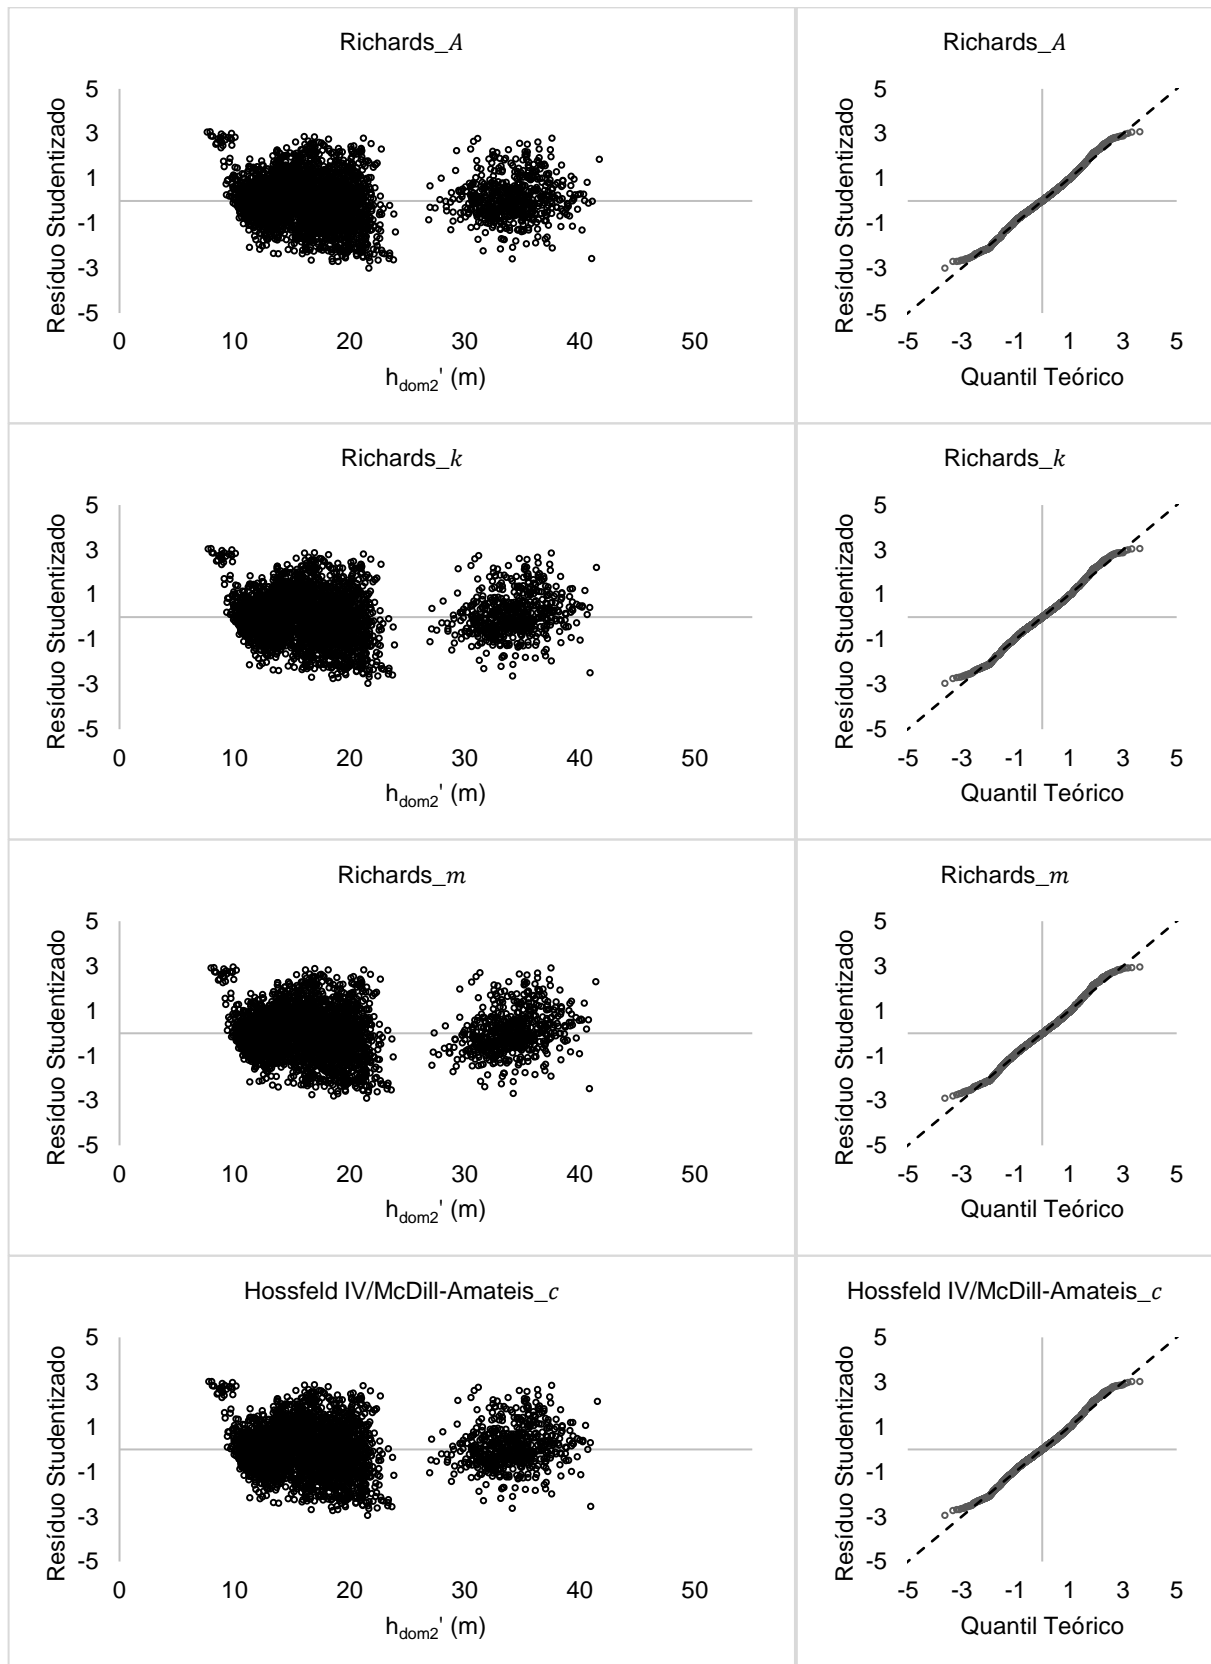 Richards_A
Resíduo Studentizado
5
3
1
-1
-3
-5
0 10 20 30 40 50
hdom2' (m)
Richards_A
Resíduo Studentizado
5
3
1
-1
-3
-5
-5 -3 -1 1 3 5
Quantil Teórico
Richards_k
Resíduo Studentizado
5
3
1
-1
-3
-5
0 10 20 30 40 50
hdom2' (m)
Richards_k
Resíduo Studentizado
5
3
1
-1
-3
-5
-5 -3 -1 1 3 5
Quantil Teórico
Richards_m
Resíduo Studentizado
5
3
1
-1
-3
-5
0 10 20 30 40 50
hdom2' (m)
Richards_m
Resíduo Studentizado
5
3
1
-1
-3
-5
-5 -3 -1 1 3 5
Quantil Teórico
Hossfeld IV/McDill-Amateis_c
Resíduo Studentizado
5
3
1
-1
-3
-5
0 10 20 30 40 50
hdom2' (m)
Hossfeld IV/McDill-Amateis_c
Resíduo Studentizado
5
3
1
-1
-3
-5
-5 -3 -1 1 3 5
Quantil Teórico